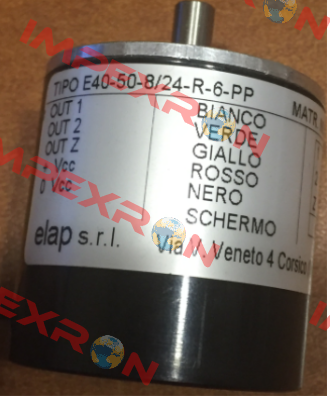 TIPO E40-50-8/24-R-6-PP MATR.
OUT 1 BIANCO
OUT 2 VERDE
OUT Z GIALLO
+ Vcc ROSSO
0 Vcc NERO
SCHERMO
elap s.r.l. Via V. Veneto 4 Corsico
IMPEXRON
IMPEXRON
IMPEXRON